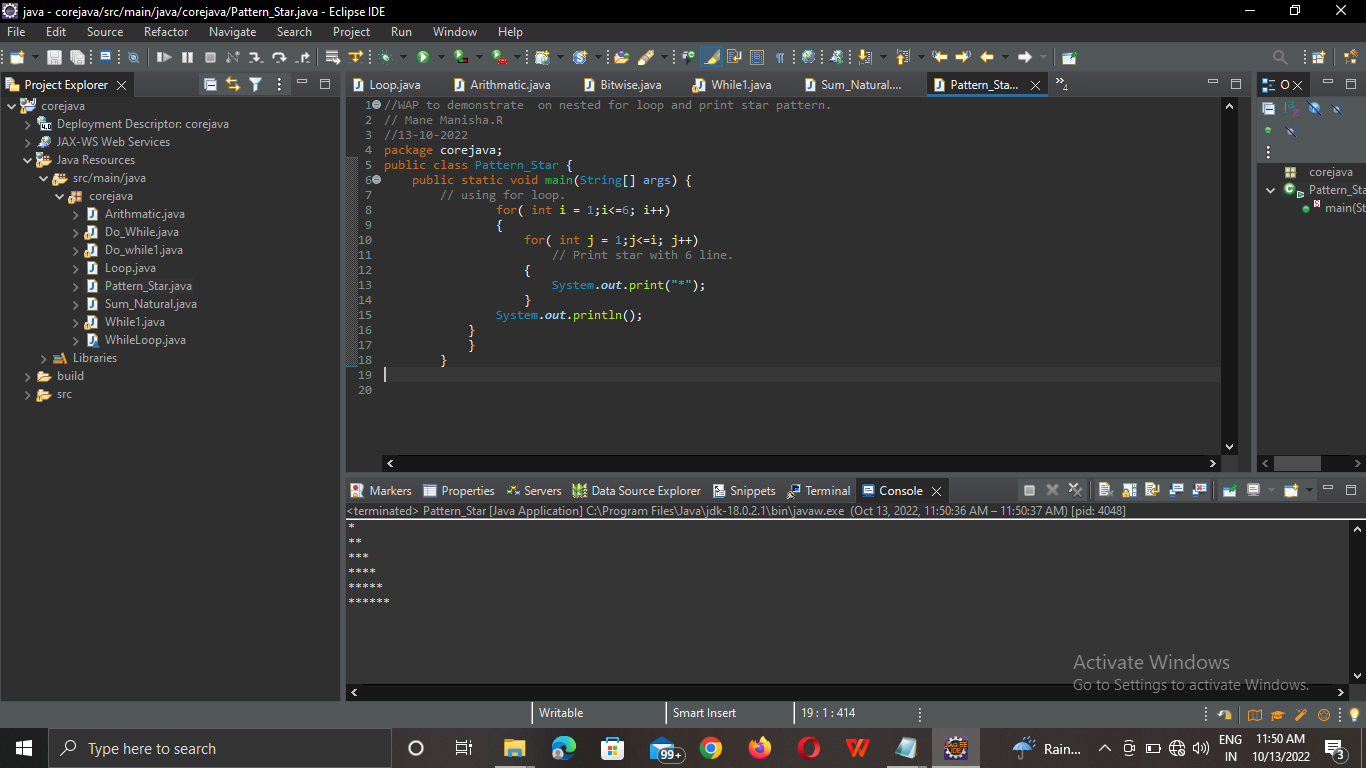 java - corejava/src/main/java/corejava/Pattern_Star.java - Eclipse IDE
File Edit Source Refactor Navigate Search Project Run Window Help
Project Explorer
corejava
Deployment Descriptor: corejava
JAX-WS Web Services
Java Resources
src/main/java
corejava
Arithmatic.java
Do_While.java
Do_while1.java
Loop.java
Pattern_Star.java
Sum_Natural.java
While1.java
WhileLoop.java
Libraries
build
src
Loop.java Arithmatic.java Bitwise.java While1.java Sum_Natural.... Pattern_Sta... »4
1 //WAP to demonstrate  on nested for loop and print star pattern.
2 // Mane Manisha.R
3 //13-10-2022
4 package corejava;
5 public class Pattern_Star {
6     public static void main(String[] args) {
7         // using for loop.
8                 for( int i = 1;i<=6; i++)
9                 {
10                     for( int j = 1;j<=i; j++)
11                         // Print star with 6 line.
12                     {
13                         System.out.print("*");
14                     }
15                 System.out.println();
16             }
17             }
18         }
19
20
O
corejava
Pattern_Sta
main(St
Markers Properties Servers Data Source Explorer Snippets Terminal Console
<terminated> Pattern_Star [Java Application] C:\Program Files\Java\jdk-18.0.2.1\bin\javaw.exe (Oct 13, 2022, 11:50:36 AM – 11:50:37 AM) [pid: 4048]
*
**
***
****
*****
******
Activate Windows
Go to Settings to activate Windows.
Writable Smart Insert 19 : 1 : 414
Type here to search
99+
Rain...
ENG
IN
11:50 AM
10/13/2022
3